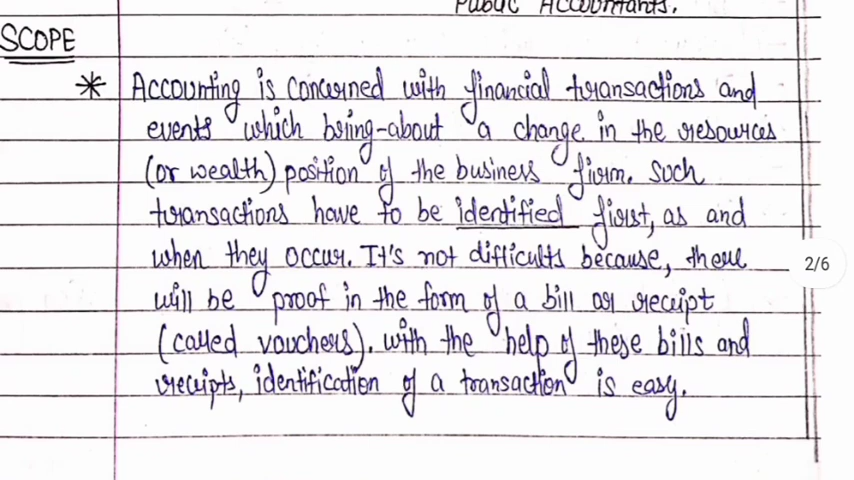 Public Accountants.
SCOPE
* Accounting is concerned with financial transactions and
events which bring-about a change in the resources
(or wealth) position of the business firm. Such
transactions have to be identified first, as and
when they occur. It's not difficults because, there
2/6
will be proof in the form of a bill or receipt
(called vouchers). with the help of these bills and
receipts, identification of a transaction is easy.